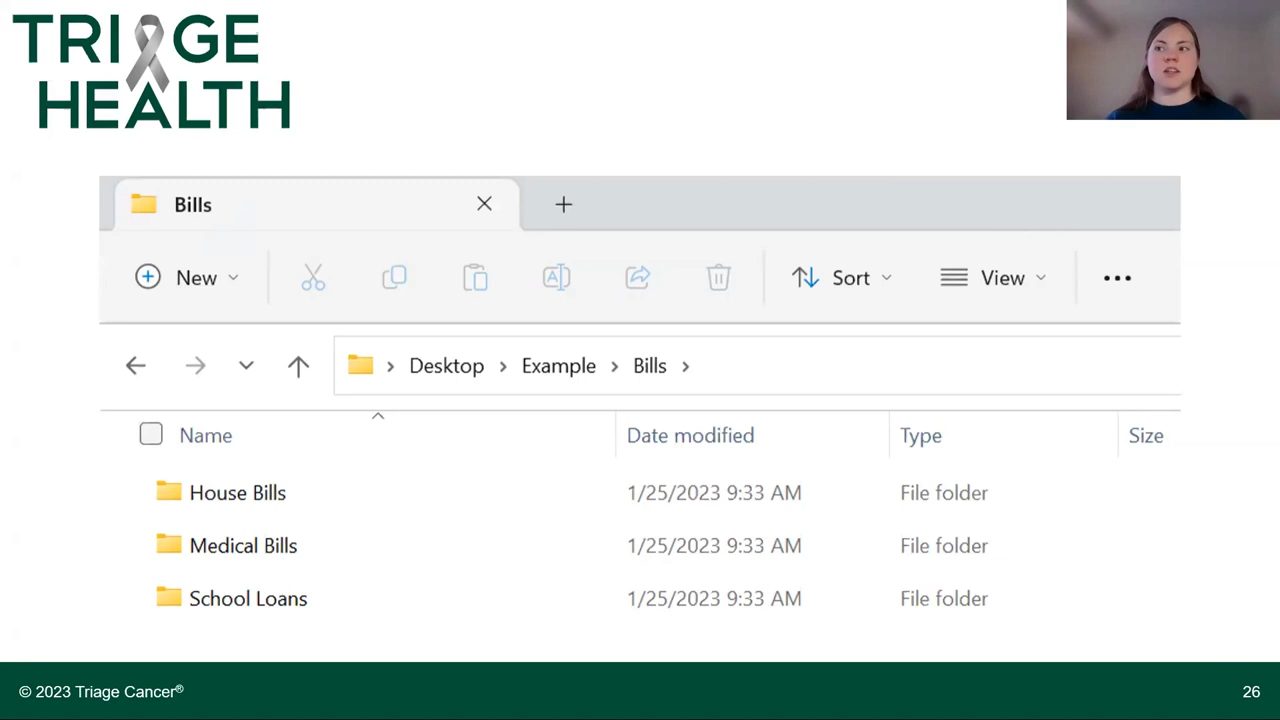 TRIAGE
HEALTH
Bills
New
Sort
View
Desktop > Example > Bills >
Name Date modified Type Size
House Bills 1/25/2023 9:33 AM File folder
Medical Bills 1/25/2023 9:33 AM File folder
School Loans 1/25/2023 9:33 AM File folder
© 2023 Triage Cancer®
26